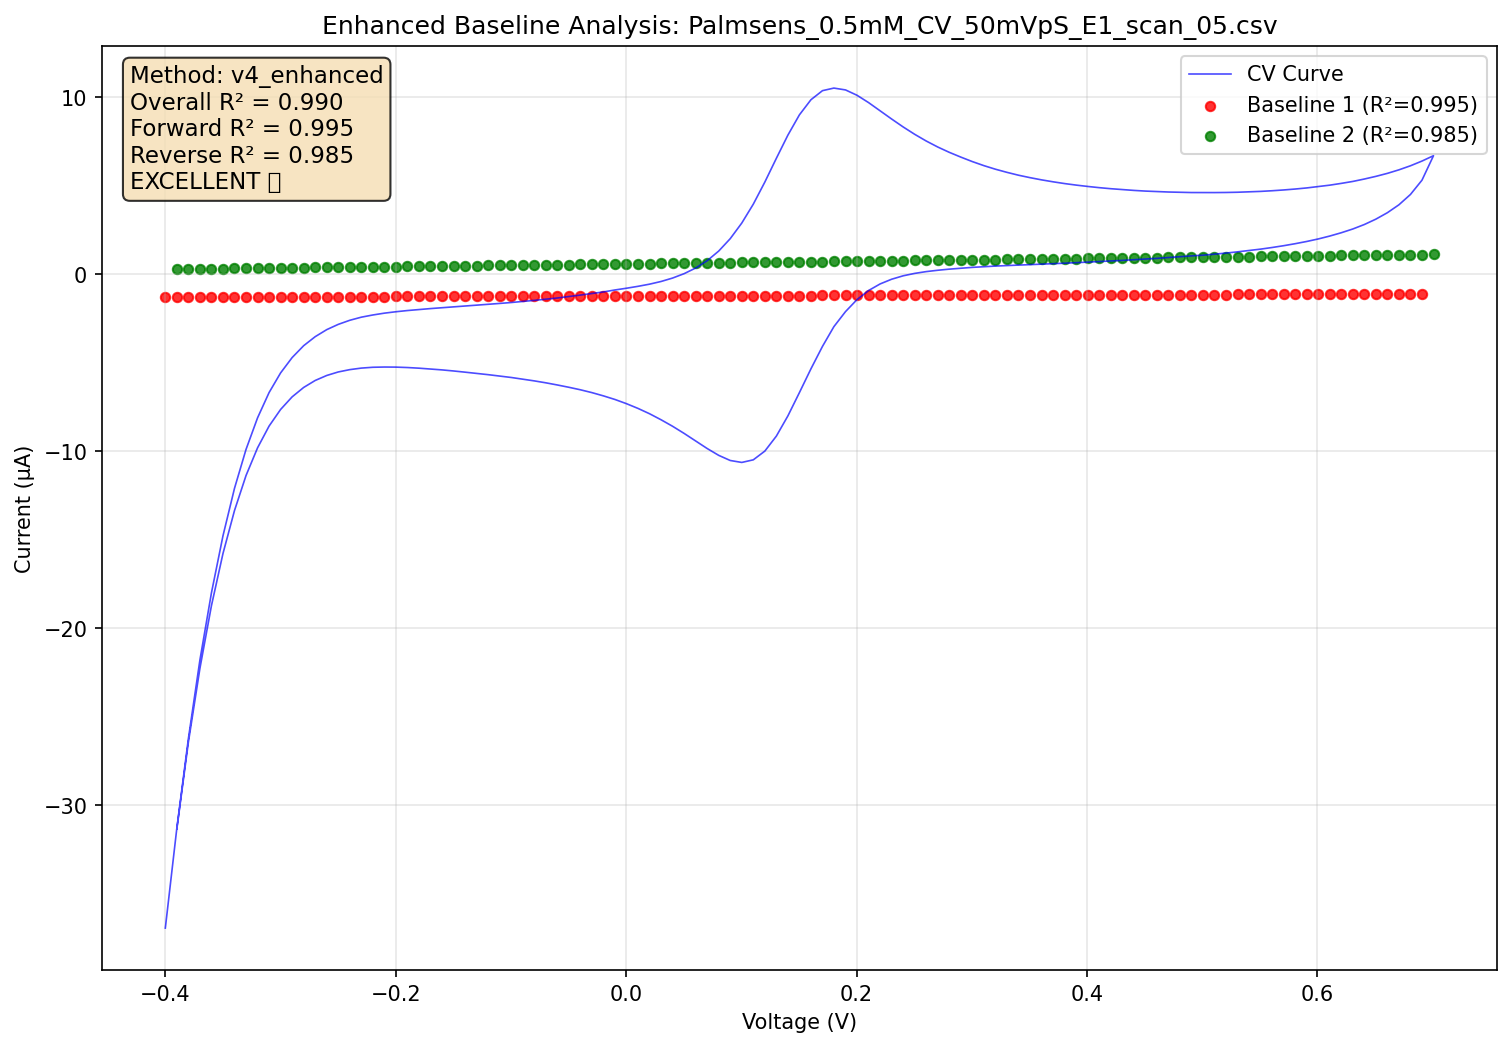 Enhanced Baseline Analysis: Palmsens_0.5mM_CV_50mVpS_E1_scan_05.csv
Method: v4_enhanced
Overall R² = 0.990
Forward R² = 0.995
Reverse R² = 0.985
EXCELLENT
CV Curve
Baseline 1 (R²=0.995)
Baseline 2 (R²=0.985)
10
0
−10
−20
−30
Current (µA)
−0.4
−0.2
0.0
0.2
0.4
0.6
Voltage (V)